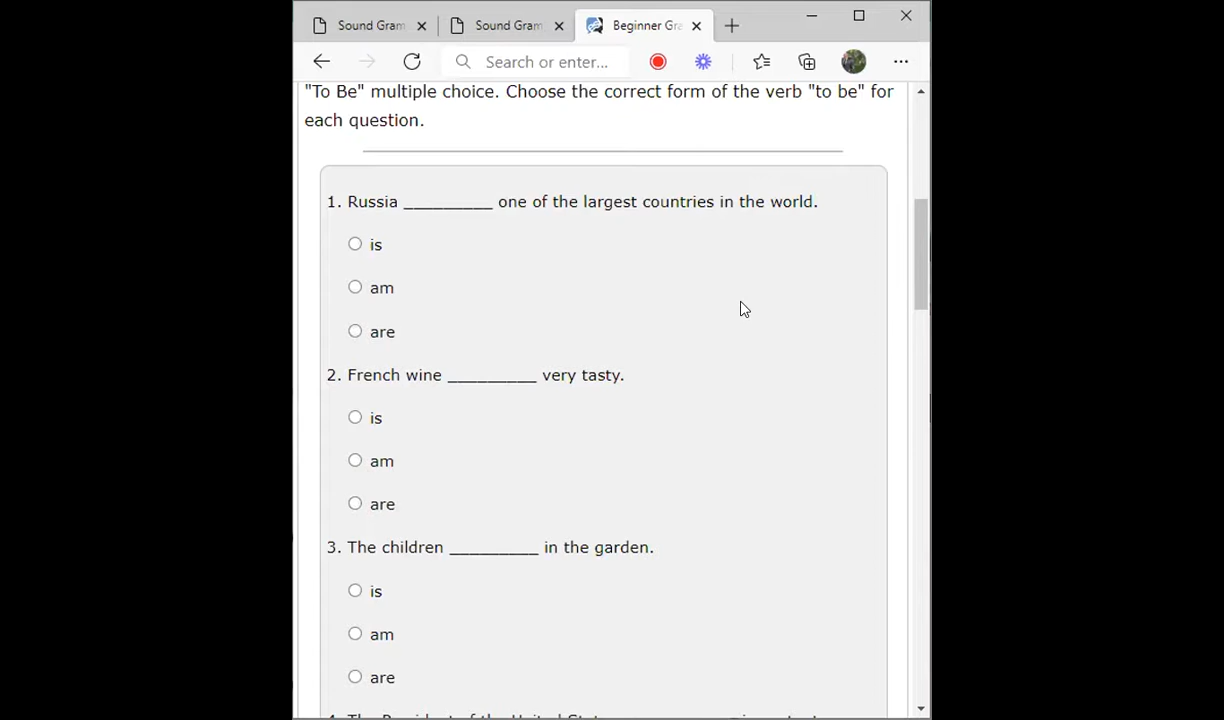 Sound Gram
Sound Gram
Beginner Gra
Search or enter...
"To Be" multiple choice. Choose the correct form of the verb "to be" for
each question.
1. Russia _________ one of the largest countries in the world.
is
am
are
2. French wine _________ very tasty.
is
am
are
3. The children _________ in the garden.
is
am
are